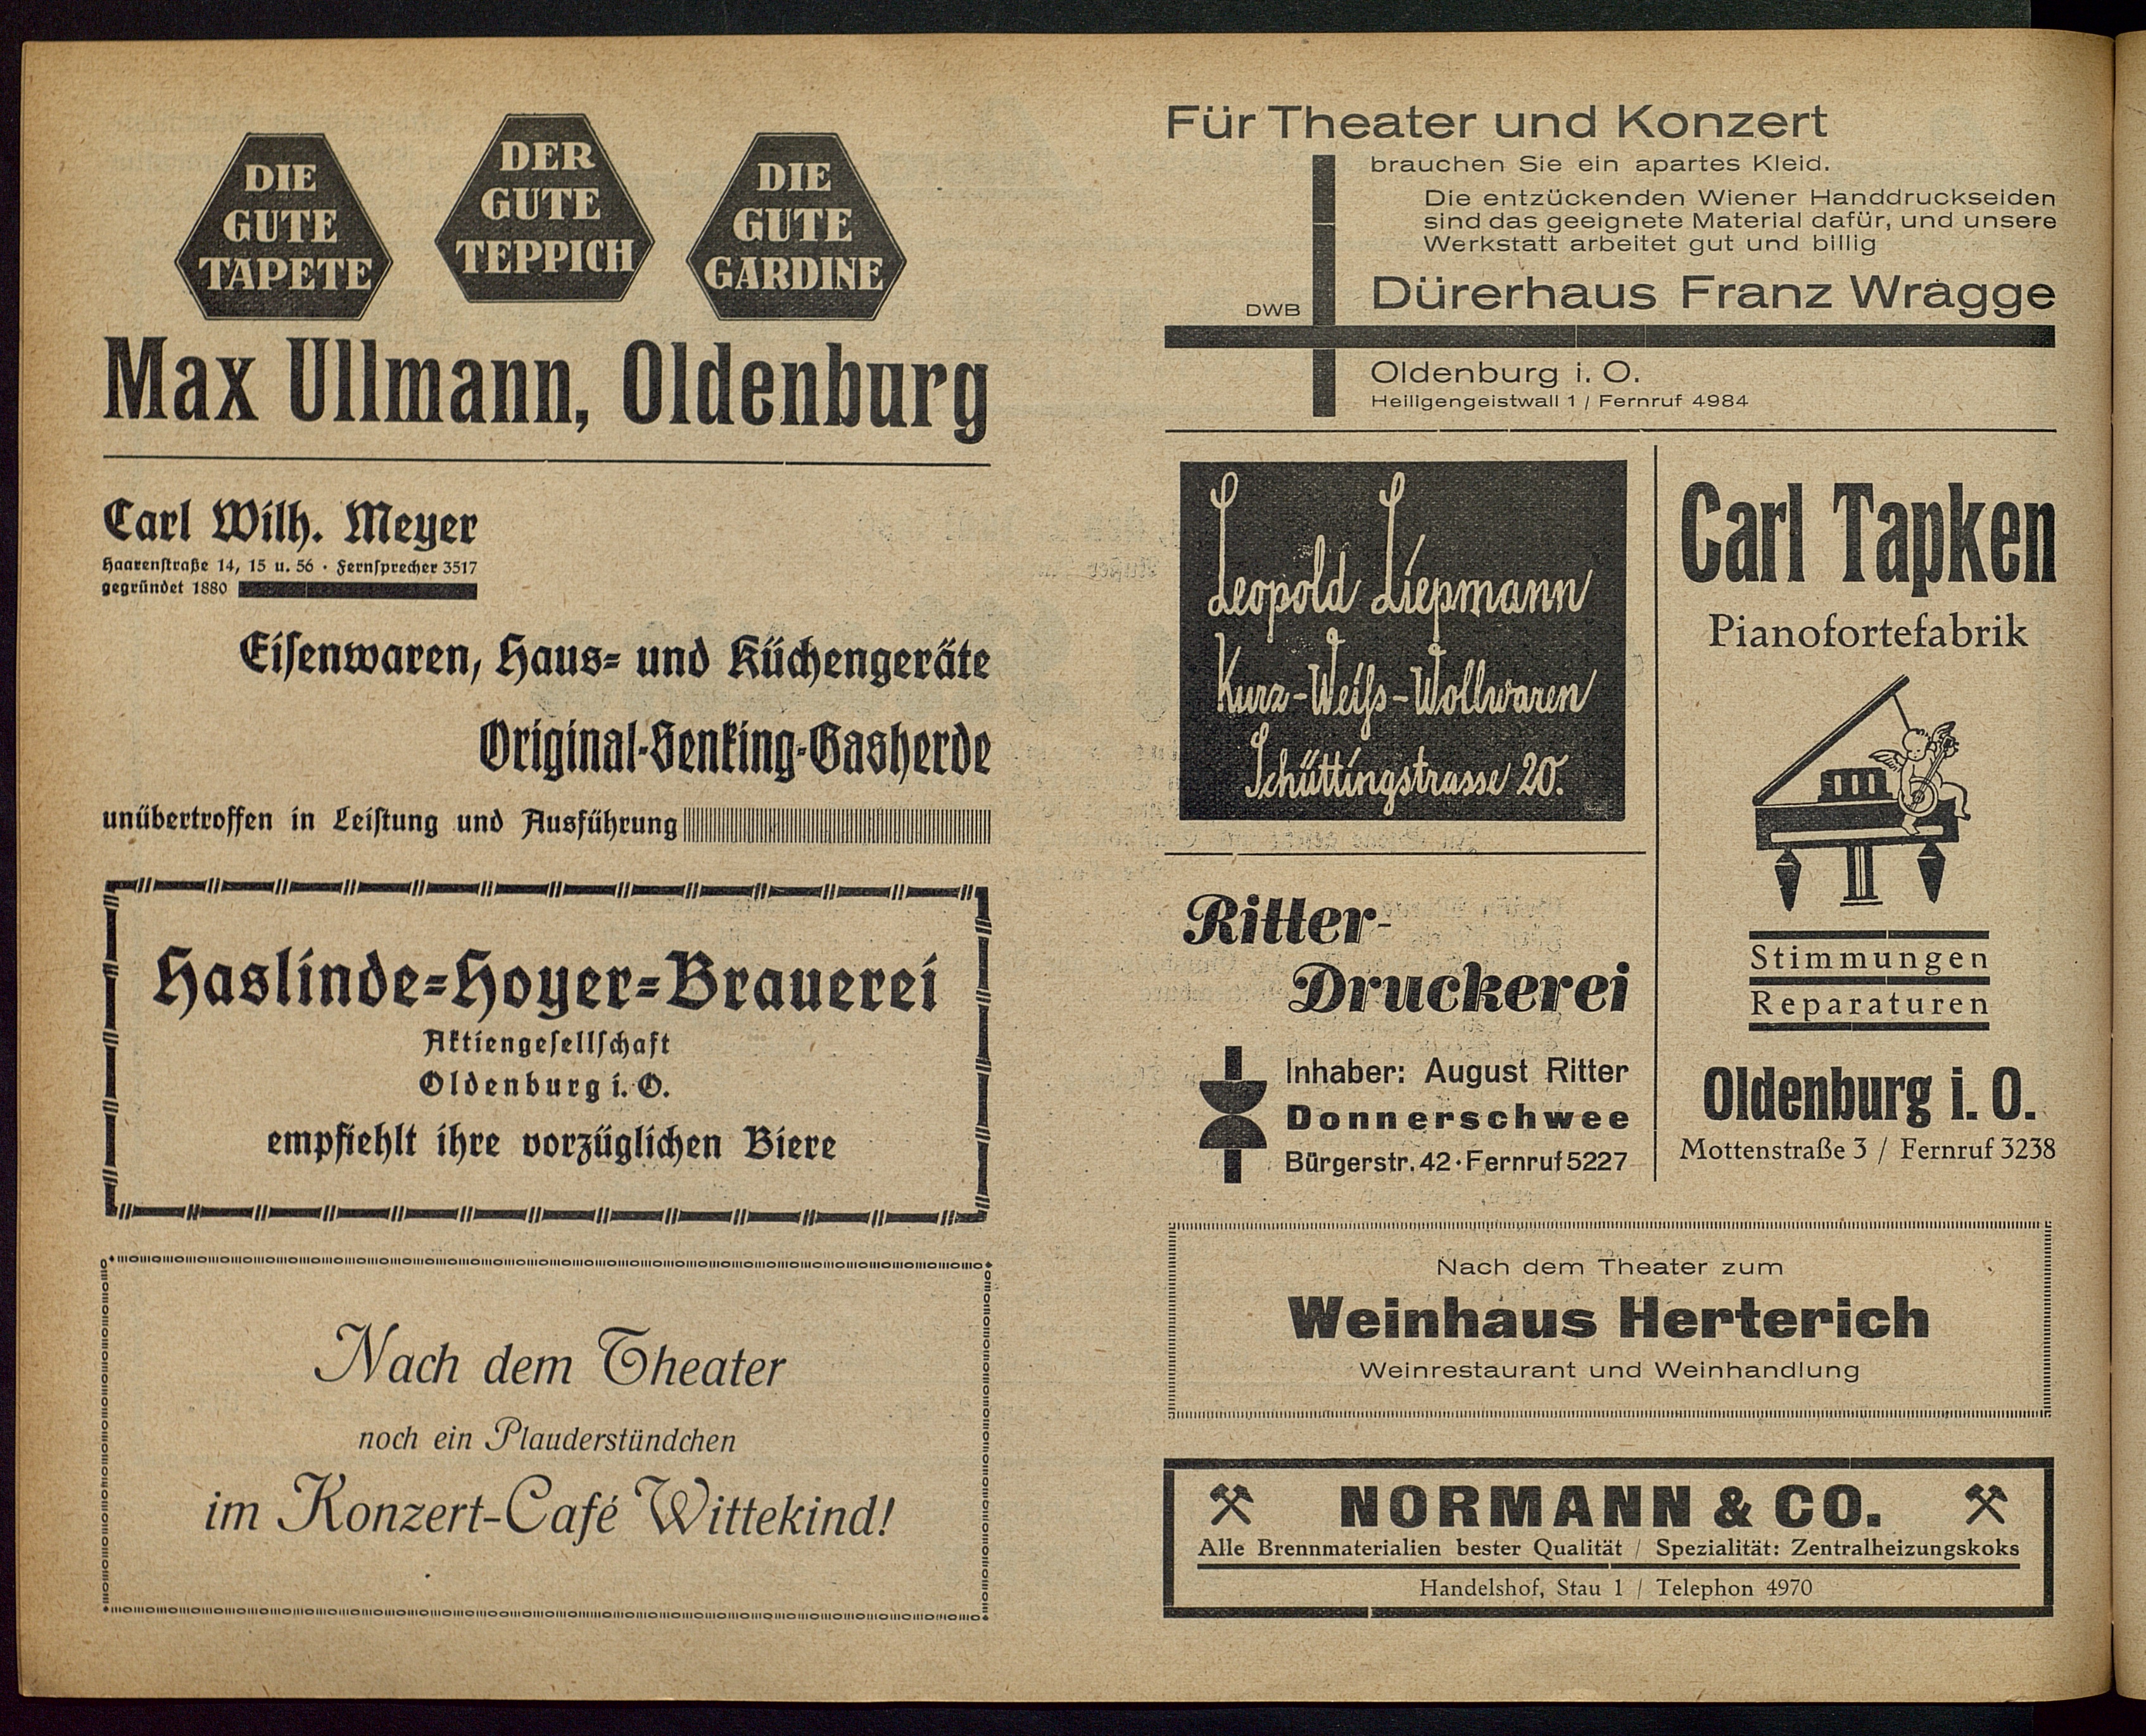 DIE
GUTE
TAPETE
DER
GUTE
TEPPICH
DIE
GUTE
GARDINE
Max Ullmann, Oldenburg
Carl Wilh. Meyer
Haarenſtraße 14, 15 u. 56 · Fernſprecher 3517
gegründet 1880
Eiſenwaren, Haus- und Küchengeräte
Original-Senking-Gasherde
unübertroffen in Leiſtung und Ausführung
Haslinde-Hoyer-Brauerei
Aktiengeſellſchaft
Oldenburg i. O.
empfiehlt ihre vorzüglichen Biere
Nach dem Theater
noch ein Plauderstündchen
im Konzert-Café Wittekind!
Für Theater und Konzert
brauchen Sie ein apartes Kleid.
Die entzückenden Wiener Handdruckseiden
sind das geeignete Material dafür, und unsere
Werkstatt arbeitet gut und billig
DWB
Dürerhaus Franz Wragge
Oldenburg i. O.
Heiligengeistwall 1 / Fernruf 4984
Leopold Liepmann
Kurz-Weiſs-Wollwaren
Schüttingstrasse 20.
Ritter-
Druckerei
Inhaber: August Ritter
Donnerschwee
Bürgerstr. 42 · Fernruf 5227
Carl Tapken
Pianofortefabrik
Stimmungen
Reparaturen
Oldenburg i. O.
Mottenstraße 3 / Fernruf 3238
Nach dem Theater zum
Weinhaus Herterich
Weinrestaurant und Weinhandlung
NORMANN & CO.
Alle Brennmaterialien bester Qualität / Spezialität: Zentralheizungskoks
Handelshof, Stau 1 / Telephon 4970